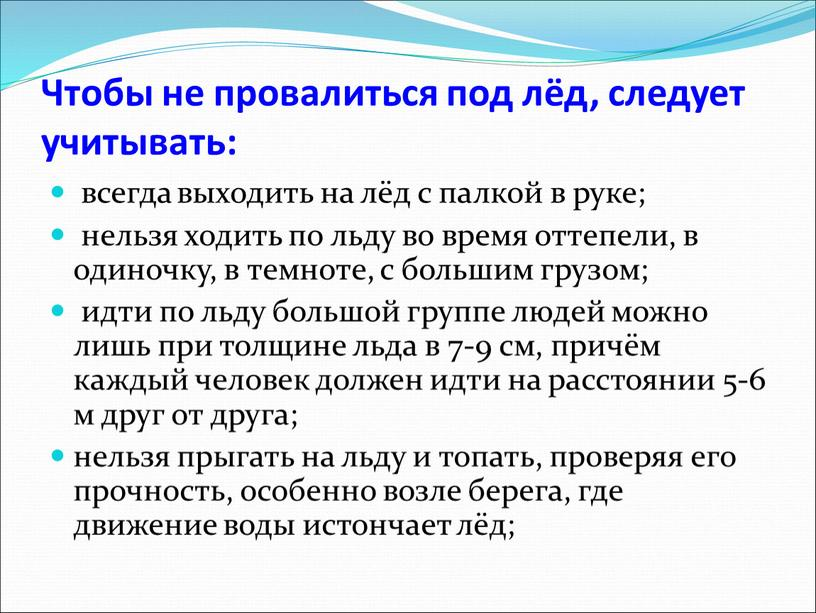 Чтобы не провалиться под лёд, следует
учитывать:
всегда выходить на лёд с палкой в руке;
нельзя ходить по льду во время оттепели, в
одиночку, в темноте, с большим грузом;
идти по льду большой группе людей можно
лишь при толщине льда в 7-9 см, причём
каждый человек должен идти на расстоянии 5-6
м друг от друга;
нельзя прыгать на льду и топать, проверяя его
прочность, особенно возле берега, где
движение воды истончает лёд;